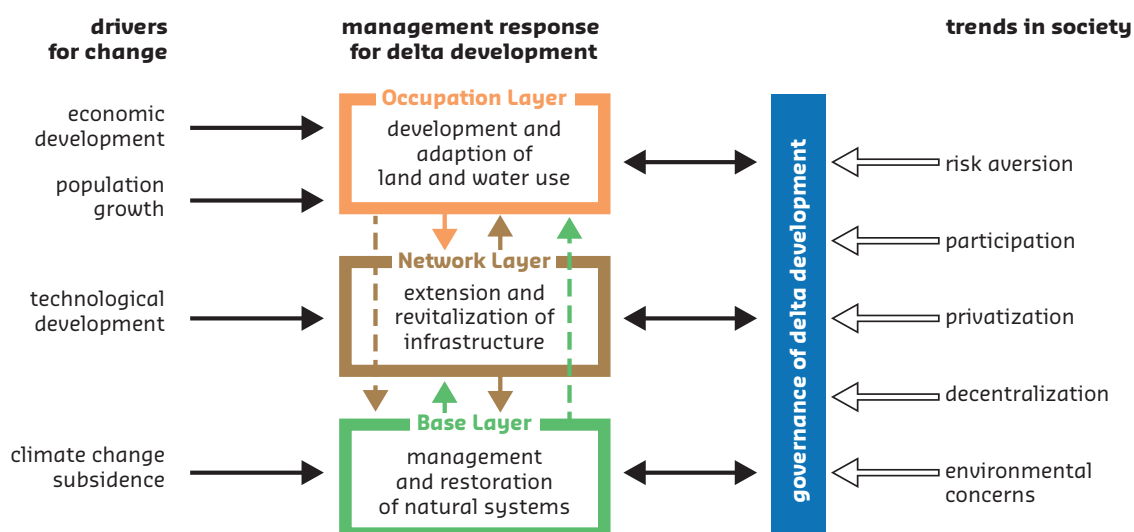 drivers
for change
management response
for delta development
trends in society
economic
development
population
growth
technological
development
climate change
subsidence
Occupation Layer
development and
adaption of
land and water use
Network Layer
extension and
revitalization of
infrastructure
Base Layer
management
and restoration
of natural systems
governance of delta development
risk aversion
participation
privatization
decentralization
environmental
concerns